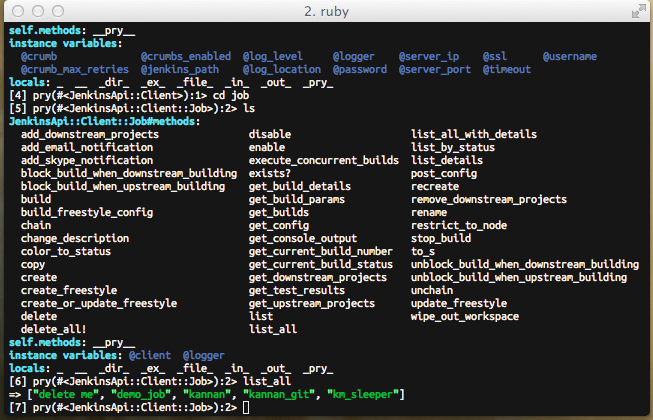 2. ruby
self.methods: __pry__
instance variables:
  @crumb            @crumbs_enabled  @log_level     @logger    @server_ip    @ssl      @username
  @crumb_max_retries  @jenkins_path  @log_location  @password  @server_port  @timeout
locals: _  __  _dir_  _ex_  _file_  _in_  _out_  _pry_
[4] pry(#<JenkinsApi::Client>):1> cd job
[5] pry(#<JenkinsApi::Client::Job>):2> ls
JenkinsApi::Client::Job#methods:
  add_downstream_projects              disable                    list_all_with_details
  add_email_notification               enable                     list_by_status
  add_skype_notification               execute_concurrent_builds  list_details
  block_build_when_downstream_building  exists?                   post_config
  block_build_when_upstream_building   get_build_details          recreate
  build                                get_build_params           remove_downstream_projects
  build_freestyle_config               get_builds                 rename
  chain                                get_config                 restrict_to_node
  change_description                   get_console_output         stop_build
  color_to_status                      get_current_build_number   to_s
  copy                                 get_current_build_status   unblock_build_when_downstream_building
  create                               get_downstream_projects    unblock_build_when_upstream_building
  create_freestyle                     get_test_results           unchain
  create_or_update_freestyle           get_upstream_projects      update_freestyle
  delete                               list                       wipe_out_workspace
  delete_all!                          list_all
self.methods: __pry__
instance variables: @client  @logger
locals: _  __  _dir_  _ex_  _file_  _in_  _out_  _pry_
[6] pry(#<JenkinsApi::Client::Job>):2> list_all
=> ["delete me", "demo_job", "kannan", "kannan_git", "km_sleeper"]
[7] pry(#<JenkinsApi::Client::Job>):2>